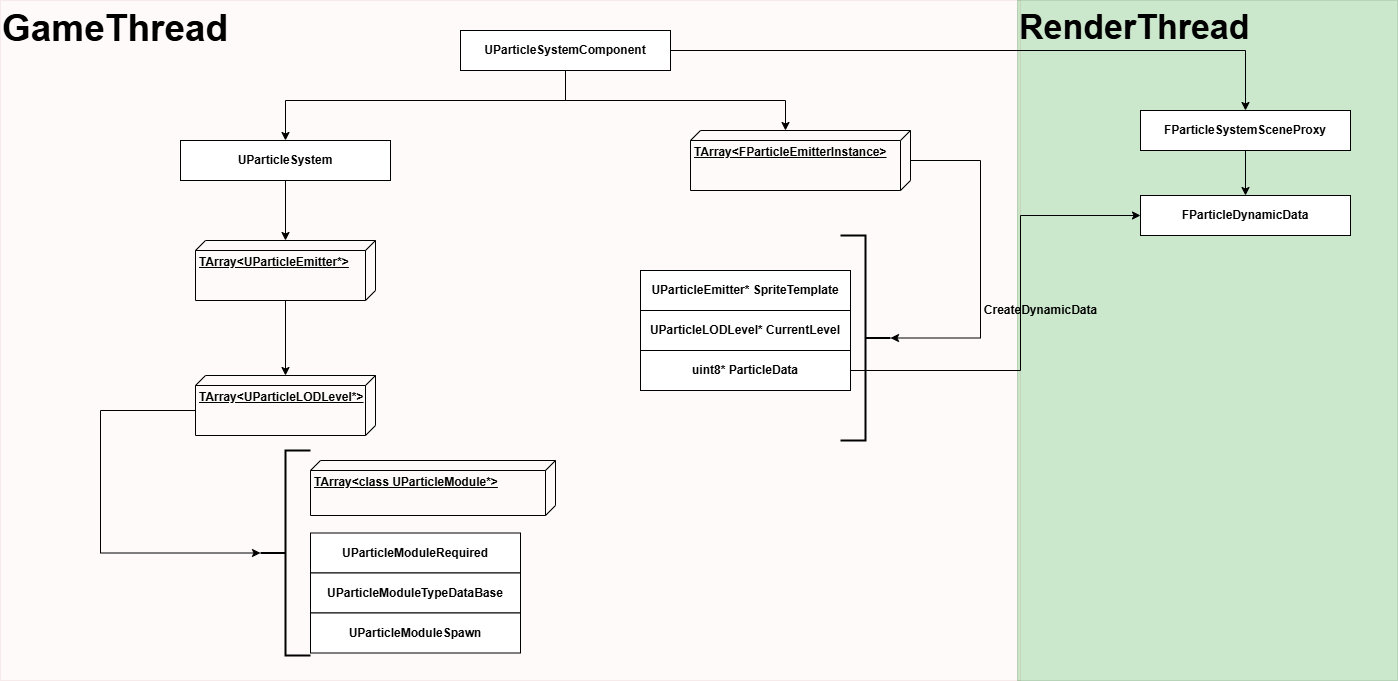 GameThread
RenderThread
UParticleSystemComponent
FParticleSystemSceneProxy
UParticleSystem
TArray<FParticleEmitterInstance>
FParticleDynamicData
TArray<UParticleEmitter*>
UParticleEmitter* SpriteTemplate
CreateDynamicData
UParticleLODLevel* CurrentLevel
uint8* ParticleData
TArray<UParticleLODLevel*>
TArray<class UParticleModule*>
UParticleModuleRequired
UParticleModuleTypeDataBase
UParticleModuleSpawn